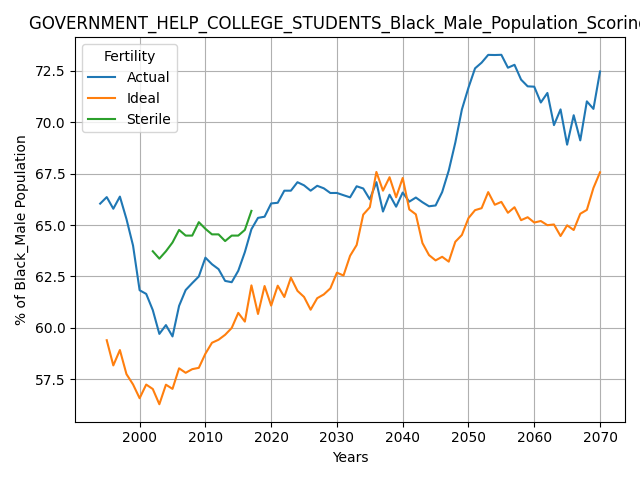 GOVERNMENT_HELP_COLLEGE_STUDENTS_Black_Male_Population_Scoring
Fertility
Actual
Ideal
Sterile
% of Black_Male Population
72.5
70.0
67.5
65.0
62.5
60.0
57.5
2000 2010 2020 2030 2040 2050 2060 2070
Years